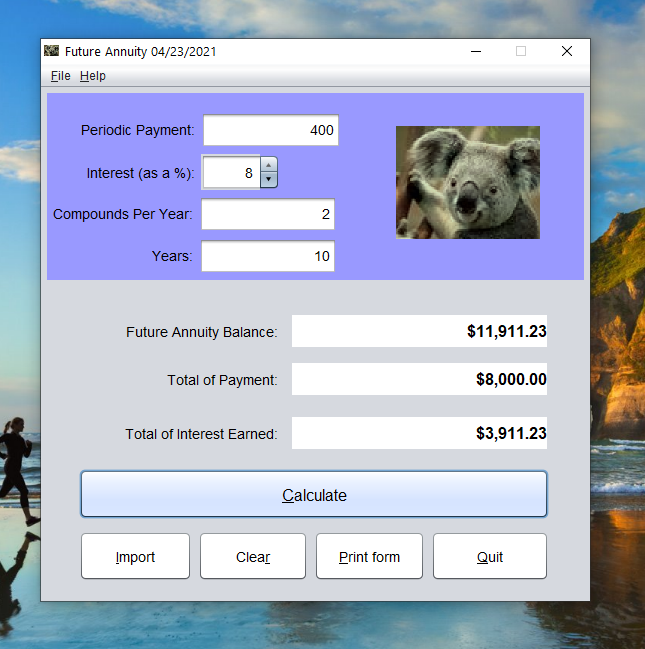 Future Annuity 04/23/2021
File Help
Periodic Payment: 400
Interest (as a %): 8
Compounds Per Year: 2
Years: 10
Future Annuity Balance: $11,911.23
Total of Payment: $8,000.00
Total of Interest Earned: $3,911.23
Calculate
Import Clear Print form Quit